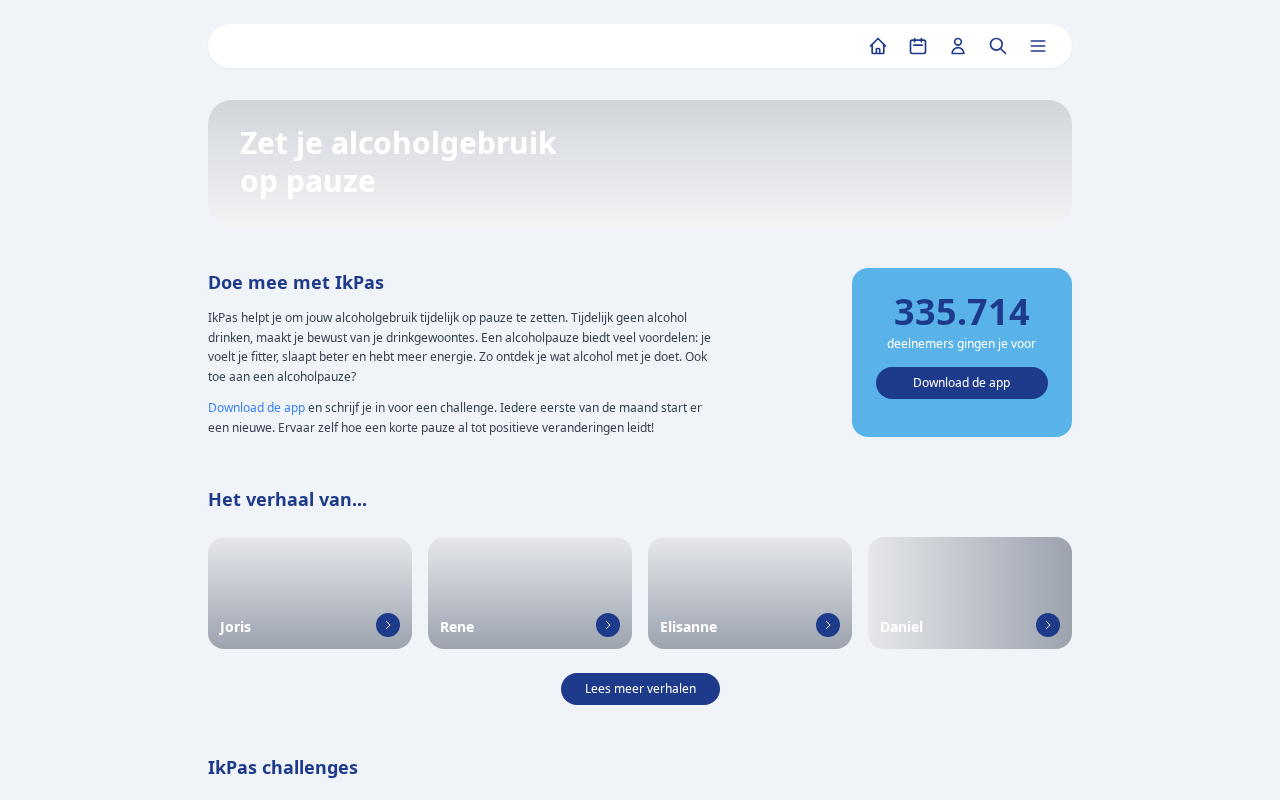 Zet je alcoholgebruik
op pauze
Doe mee met IkPas
IkPas helpt je om jouw alcoholgebruik tijdelijk op pauze te zetten. Tijdelijk geen alcohol
drinken, maakt je bewust van je drinkgewoontes. Een alcoholpauze biedt veel voordelen: je
voelt je fitter, slaapt beter en hebt meer energie. Zo ontdek je wat alcohol met je doet. Ook
toe aan een alcoholpauze?
Download de app en schrijf je in voor een challenge. Iedere eerste van de maand start er
een nieuwe. Ervaar zelf hoe een korte pauze al tot positieve veranderingen leidt!
335.714
deelnemers gingen je voor
Download de app
Het verhaal van...
Joris
Rene
Elisanne
Daniel
Lees meer verhalen
IkPas challenges